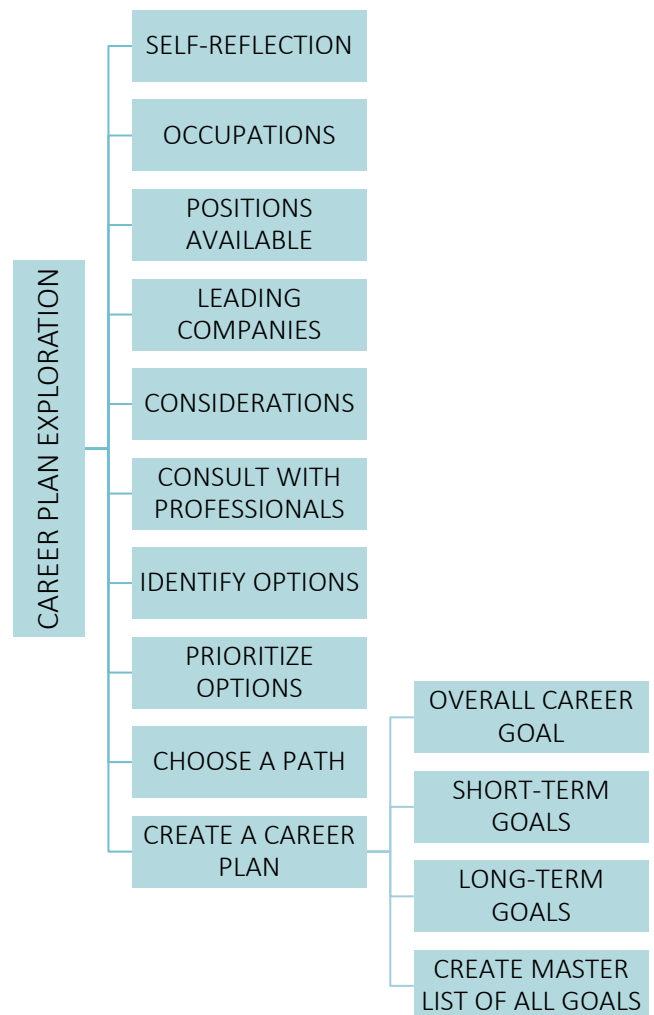 CAREER PLAN EXPLORATION
SELF-REFLECTION
OCCUPATIONS
POSITIONS
AVAILABLE
LEADING
COMPANIES
CONSIDERATIONS
CONSULT WITH
PROFESSIONALS
IDENTIFY OPTIONS
PRIORITIZE
OPTIONS
CHOOSE A PATH
CREATE A CAREER
PLAN
OVERALL CAREER
GOAL
SHORT-TERM
GOALS
LONG-TERM
GOALS
CREATE MASTER
LIST OF ALL GOALS